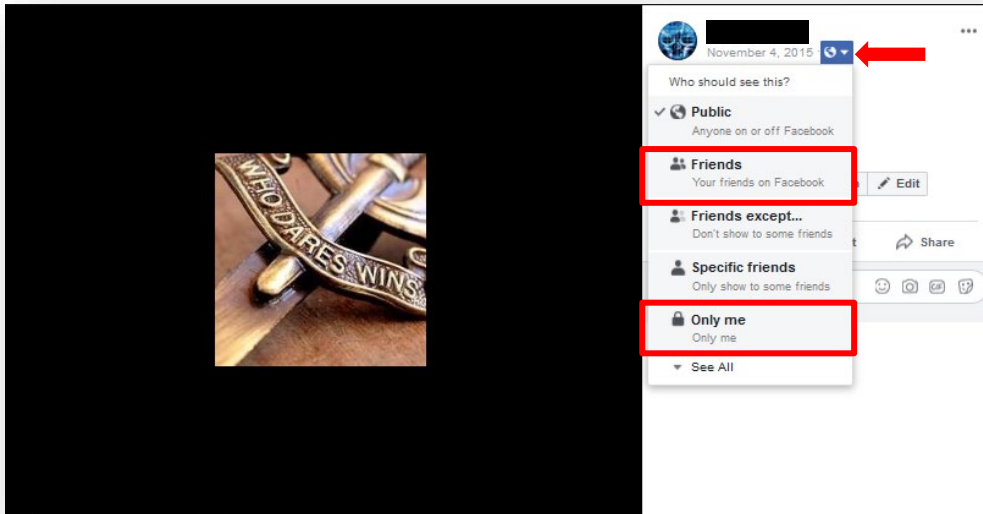 November 4, 2015
Who should see this?
Public
Anyone on or off Facebook
Friends
Your friends on Facebook
Edit
Friends except...
Don't show to some friends
Share
Specific friends
Only show to some friends
GIF
Only me
Only me
See All
WHO DARES WINS